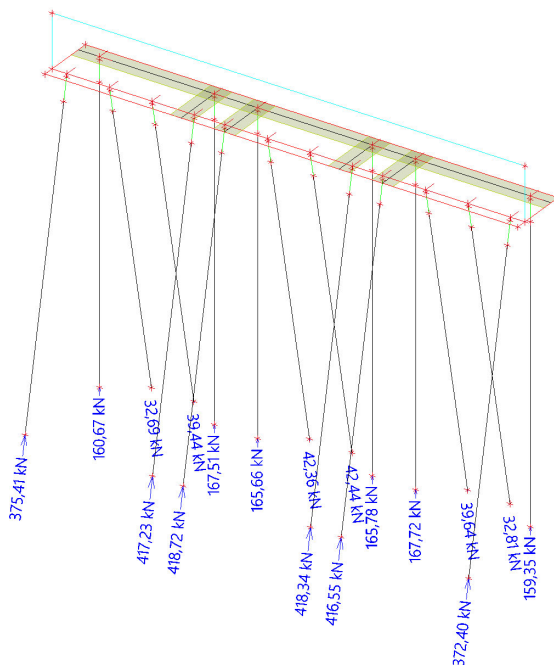 375,41 kN
160,67 kN
32,69 kN
417,23 kN
39,44 kN
418,72 kN
167,51 kN
165,66 kN
42,36 kN
418,34 kN
42,44 kN
416,55 kN
165,78 kN
167,72 kN
39,64 kN
372,40 kN
32,81 kN
159,35 kN